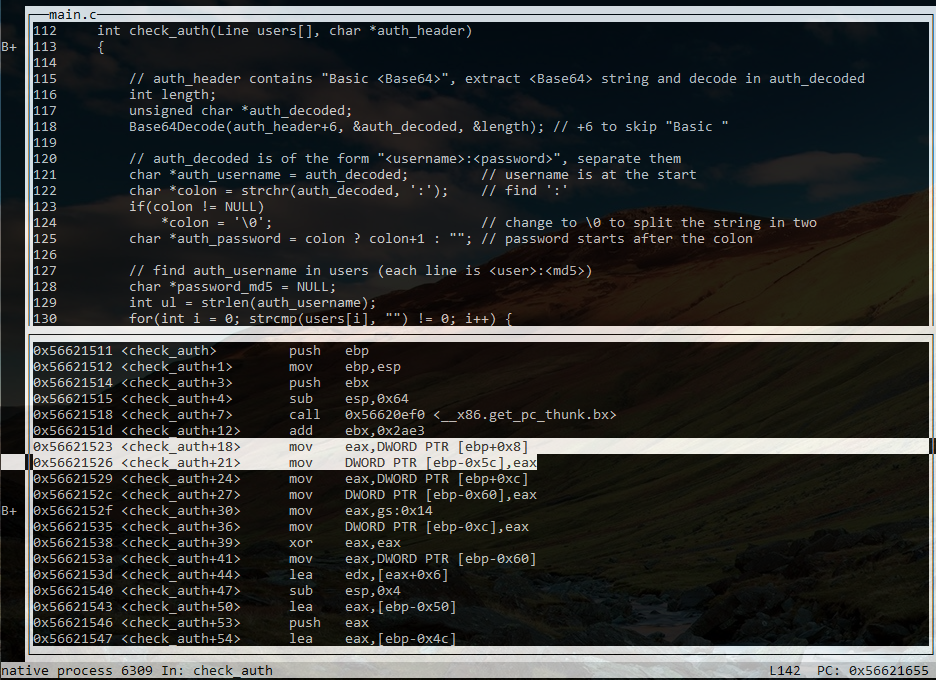 main.c
112 int check_auth(Line users[], char *auth_header)
B+ 113 {
114
115 // auth_header contains "Basic <Base64>", extract <Base64> string and decode in auth_decoded
116 int length;
117 unsigned char *auth_decoded;
118 Base64Decode(auth_header+6, &auth_decoded, &length); // +6 to skip "Basic "
119
120 // auth_decoded is of the form "<username>:<password>", separate them
121 char *auth_username = auth_decoded; // username is at the start
122 char *colon = strchr(auth_decoded, ':'); // find ':'
123 if(colon != NULL)
124 *colon = '\0'; // change to \0 to split the string in two
125 char *auth_password = colon ? colon+1 : ""; // password starts after the colon
126
127 // find auth_username in users (each line is <user>:<md5>)
128 char *password_md5 = NULL;
129 int ul = strlen(auth_username);
130 for(int i = 0; strcmp(users[i], "") != 0; i++) {
0x56621511 <check_auth> push ebp
0x56621512 <check_auth+1> mov ebp,esp
0x56621514 <check_auth+3> push ebx
0x56621515 <check_auth+4> sub esp,0x64
0x56621518 <check_auth+7> call 0x56620ef0 <__x86.get_pc_thunk.bx>
0x5662151d <check_auth+12> add ebx,0x2ae3
0x56621523 <check_auth+18> mov eax,DWORD PTR [ebp+0x8]
0x56621526 <check_auth+21> mov DWORD PTR [ebp-0x5c],eax
0x56621529 <check_auth+24> mov eax,DWORD PTR [ebp+0xc]
0x5662152c <check_auth+27> mov DWORD PTR [ebp-0x60],eax
B+ 0x5662152f <check_auth+30> mov eax,gs:0x14
0x56621535 <check_auth+36> mov DWORD PTR [ebp-0xc],eax
0x56621538 <check_auth+39> xor eax,eax
0x5662153a <check_auth+41> mov eax,DWORD PTR [ebp-0x60]
0x5662153d <check_auth+44> lea edx,[eax+0x6]
0x56621540 <check_auth+47> sub esp,0x4
0x56621543 <check_auth+50> lea eax,[ebp-0x50]
0x56621546 <check_auth+53> push eax
0x56621547 <check_auth+54> lea eax,[ebp-0x4c]
native process 6309 In: check_auth L142 PC: 0x56621655